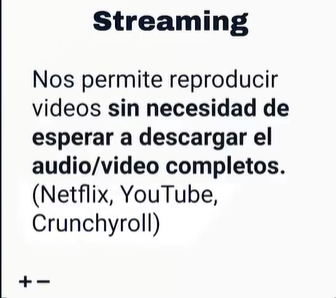 Streaming
Nos permite reproducir
videos sin necesidad de
esperar a descargar el
audio/video completos.
(Netflix, YouTube,
Crunchyroll)
+ −